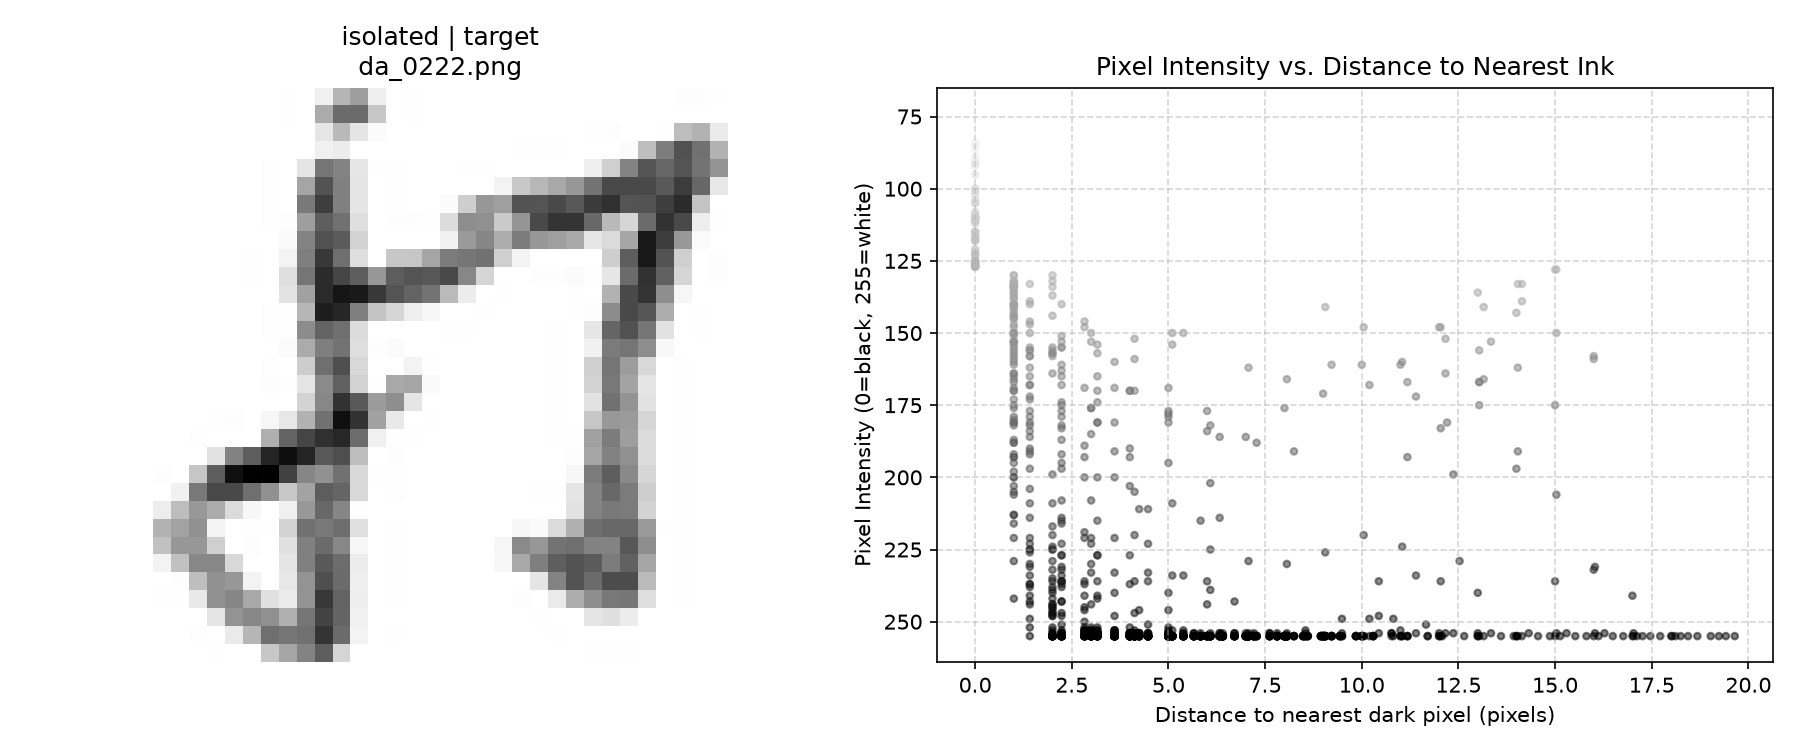 isolated | target
da_0222.png
Pixel Intensity vs. Distance to Nearest Ink
75
100
125
150
175
200
225
250
Pixel Intensity (0=black, 255=white)
0.0 2.5 5.0 7.5 10.0 12.5 15.0 17.5 20.0
Distance to nearest dark pixel (pixels)